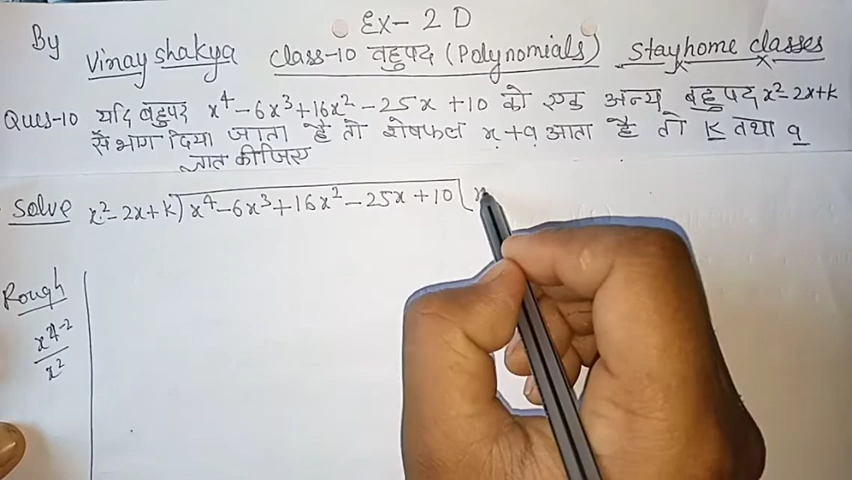 By Vinay shakya
Ex- 2 D
Class-10 बहुपद (Polynomials)
Stayhome classes
Ques-10 यदि बहुपद x⁴-6x³+16x²-25x+10 को एक अन्य बहुपद x²-2x+k
से भाग दिया जाता है तो शेषफल x+a आता है तो K तथा a
ज्ञात कीजिए
Solve x²-2x+k) x⁴-6x³+16x²-25x+10 (x
Rough
x⁴⁻²
x²